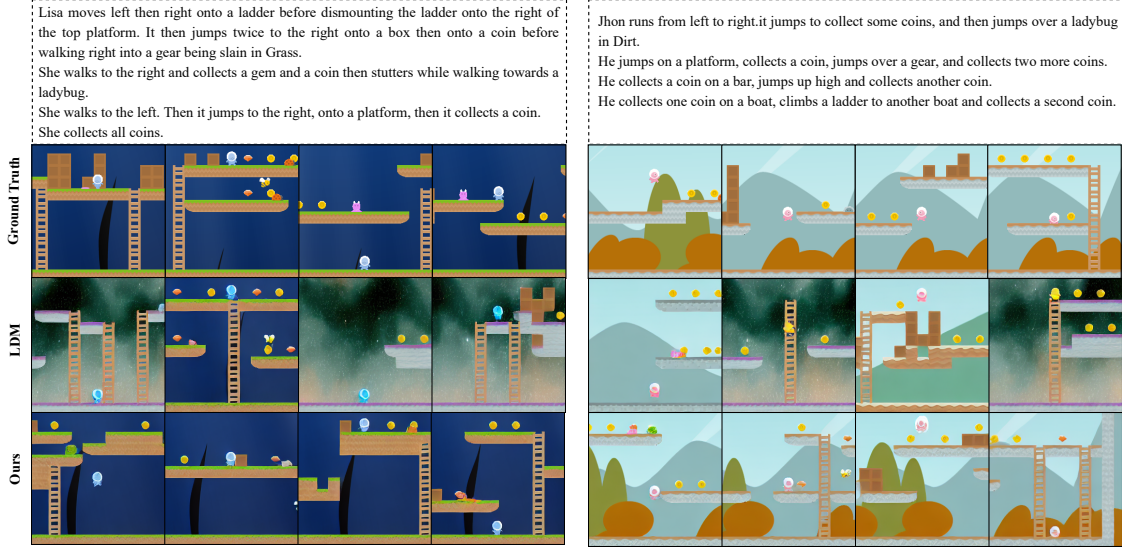 Lisa moves left then right onto a ladder before dismounting the ladder onto the right of
the top platform. It then jumps twice to the right onto a box then onto a coin before
walking right into a gear being slain in Grass.
She walks to the right and collects a gem and a coin then stutters while walking towards a
ladybug.
She walks to the left. Then it jumps to the right, onto a platform, then it collects a coin.
She collects all coins.
Jhon runs from left to right.it jumps to collect some coins, and then jumps over a ladybug
in Dirt.
He jumps on a platform, collects a coin, jumps over a gear, and collects two more coins.
He collects a coin on a bar, jumps up high and collects another coin.
He collects one coin on a boat, climbs a ladder to another boat and collects a second coin.
Ground Truth
LDM
Ours